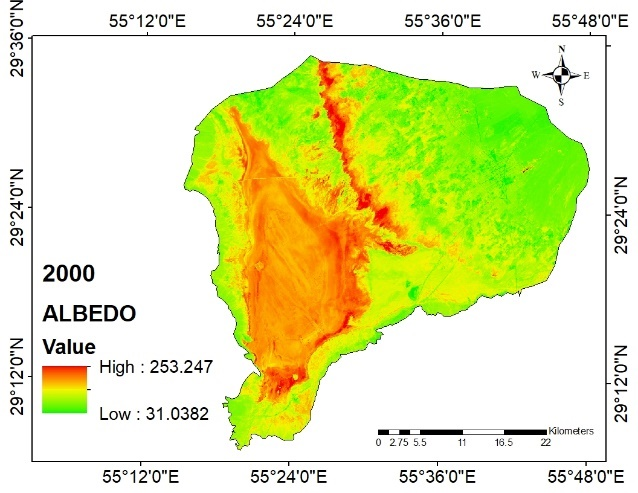 55°12'0"E 55°24'0"E 55°36'0"E 55°48'0"E
29°36'0"N
N
W E
S
29°24'0"N 29°24'0"N
2000
ALBEDO
Value
High : 253.247
Low : 31.0382
29°12'0"N 29°12'0"N
Kilometers
0 2.75 5.5 11 16.5 22
55°12'0"E 55°24'0"E 55°36'0"E 55°48'0"E